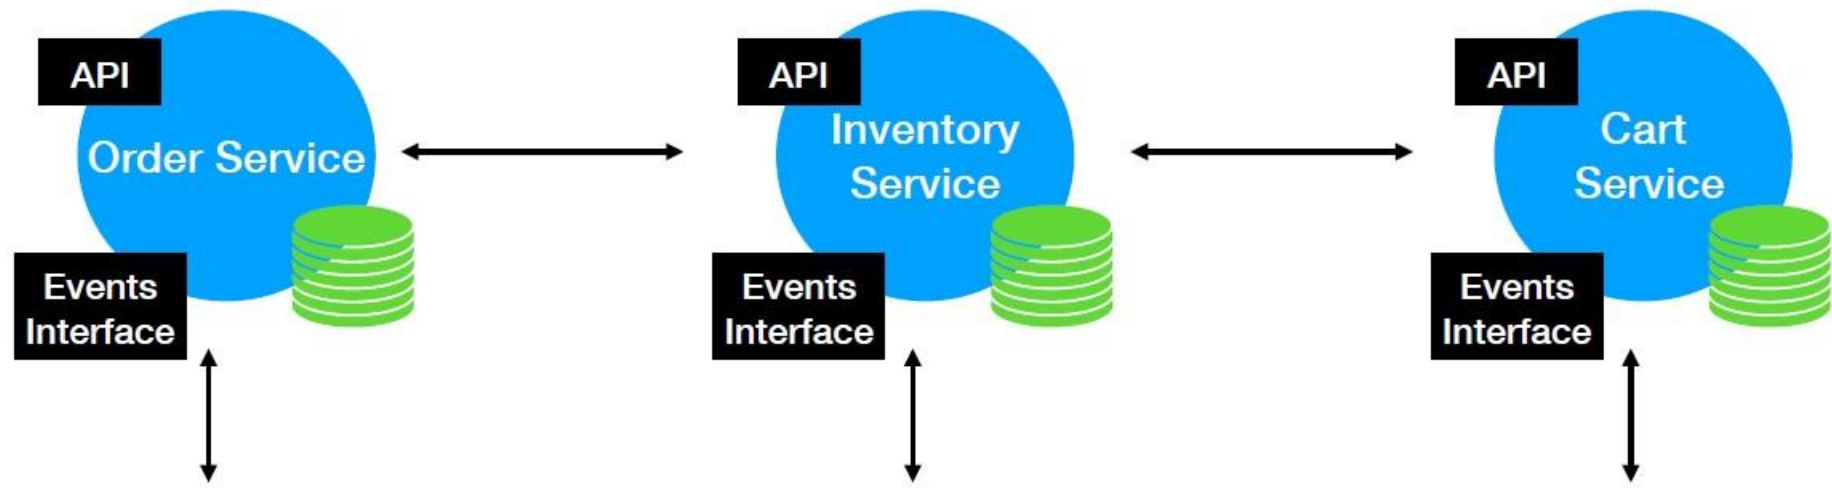 API
Order Service
Events
Interface
API
Inventory
Service
Events
Interface
API
Cart
Service
Events
Interface